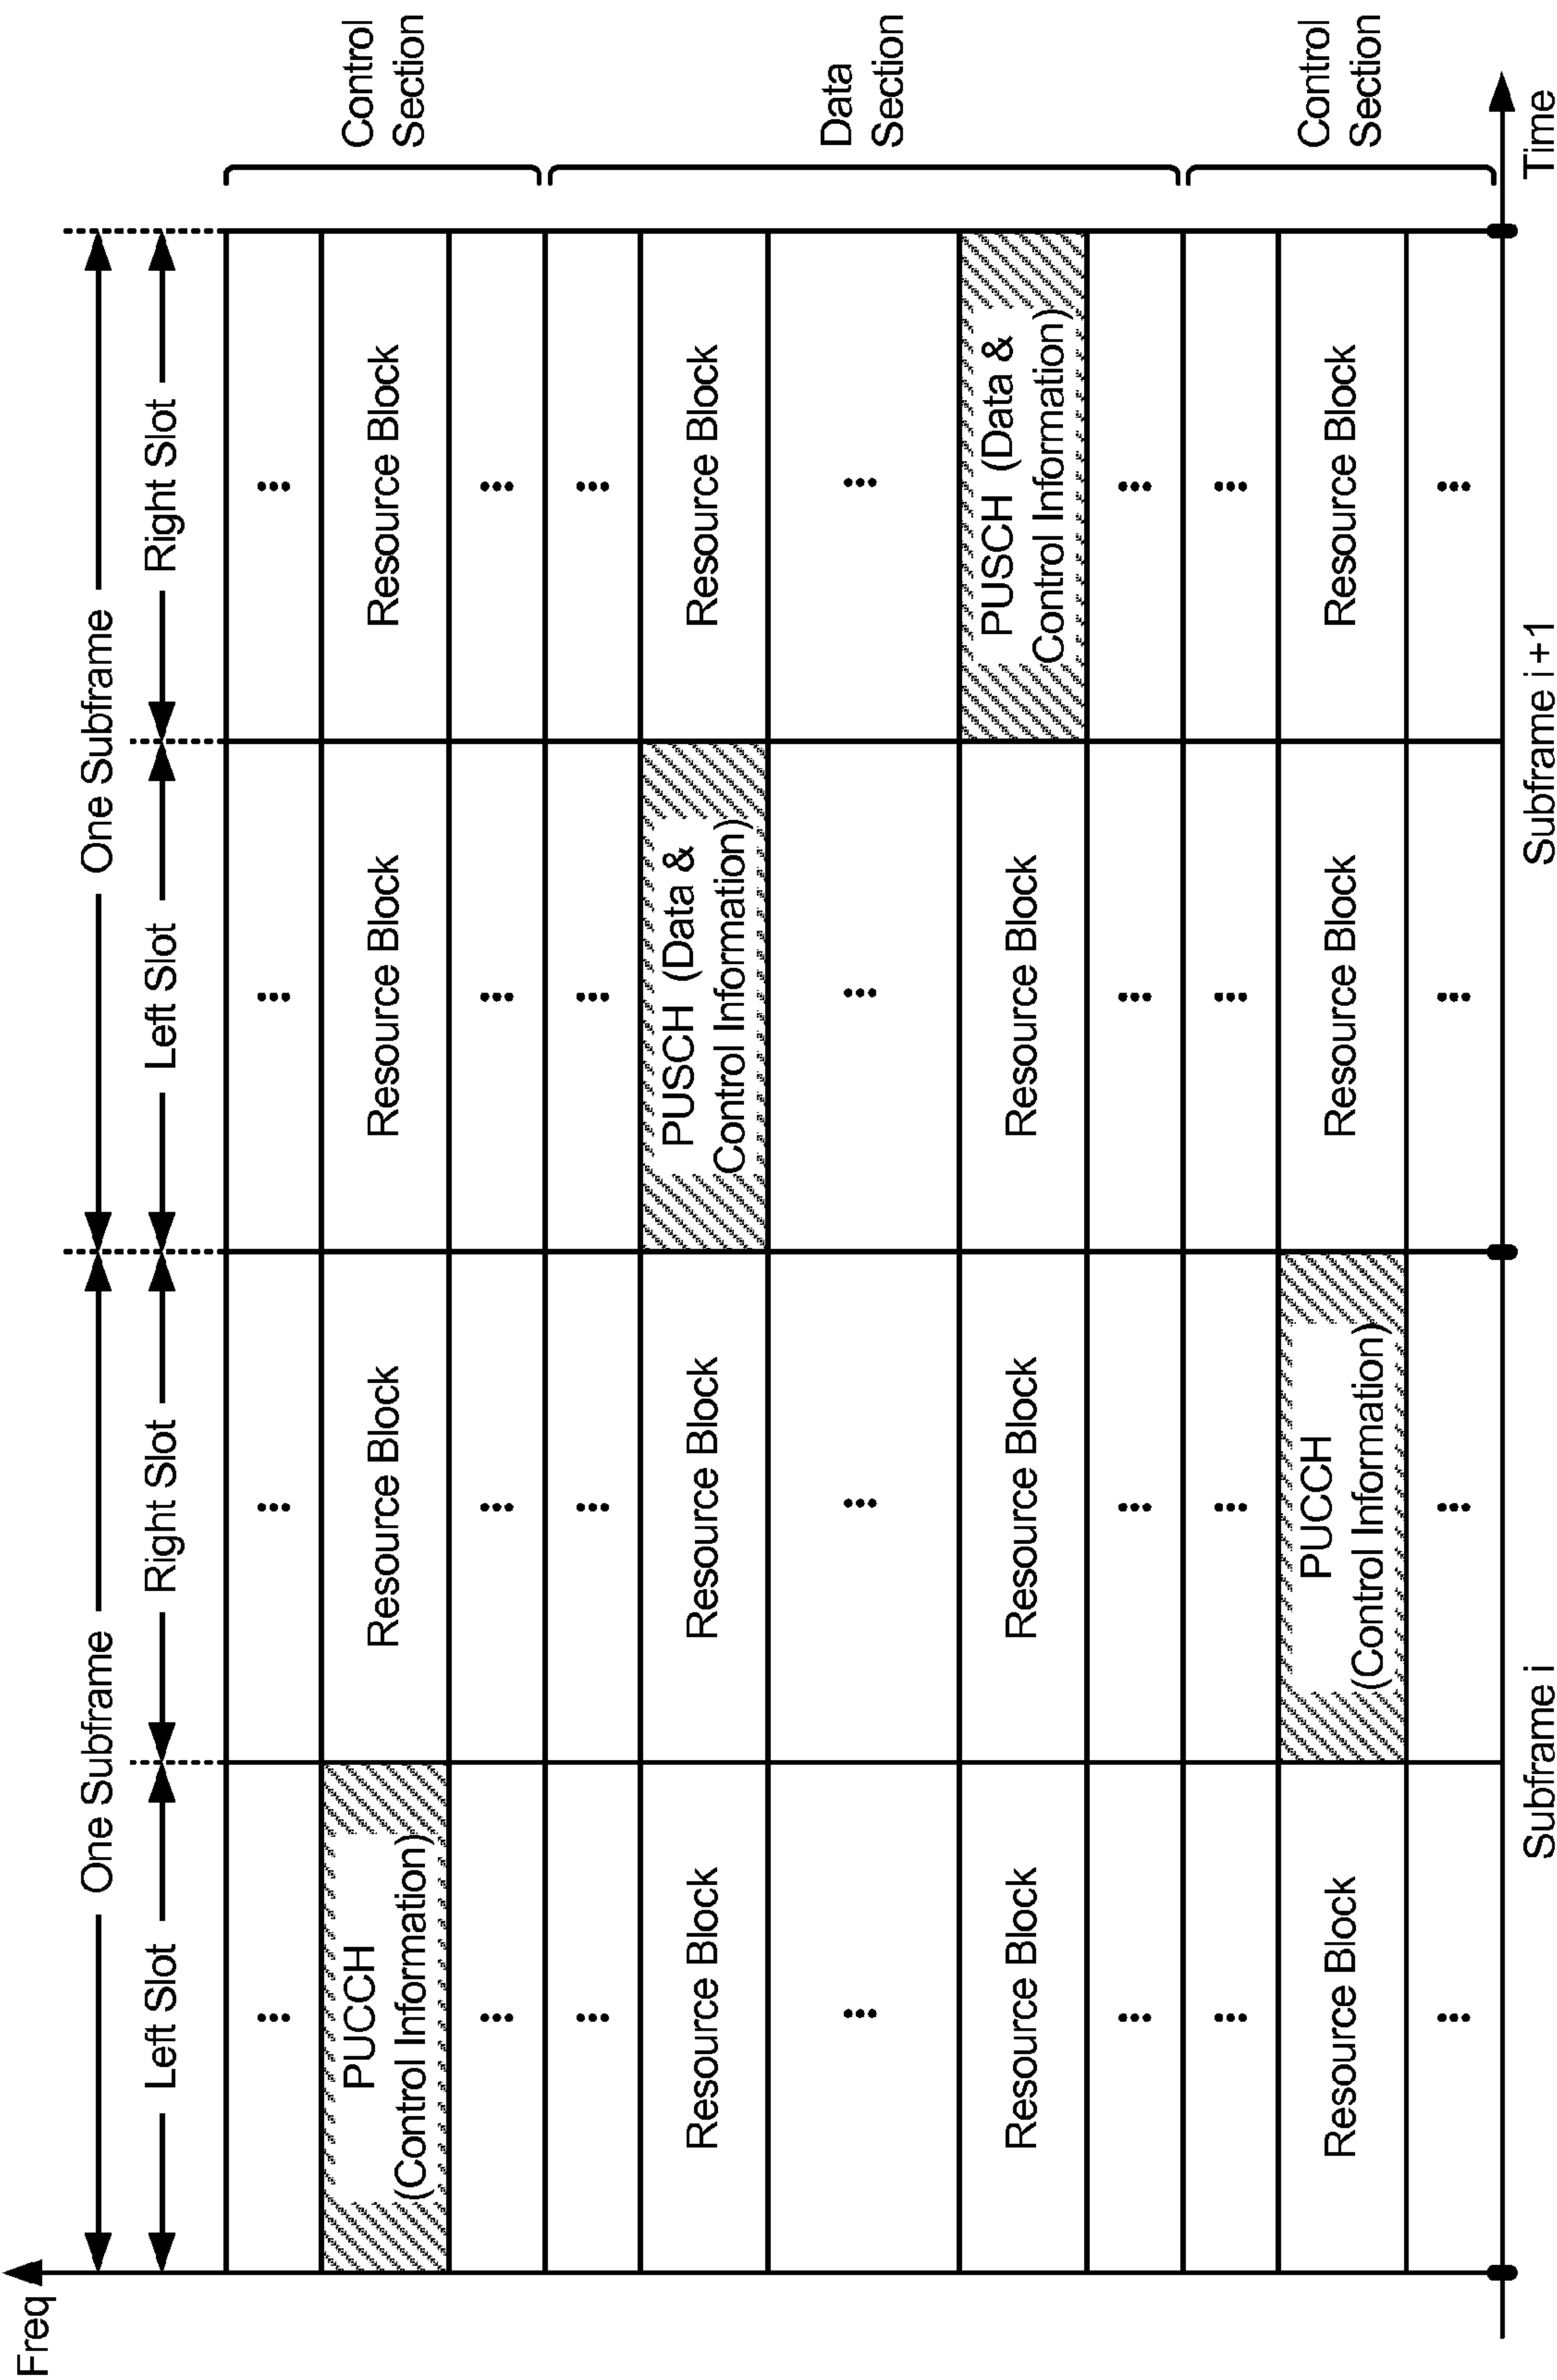 Freq
One Subframe
One Subframe
Left Slot
Right Slot
Left Slot
Right Slot
...
...
...
...
Control
Section
PUCCH
(Control Information)
Resource Block
Resource Block
Resource Block
...
...
...
...
...
...
...
...
Data
Section
Resource Block
Resource Block
PUSCH (Data &
Control Information)
Resource Block
...
...
...
...
Resource Block
Resource Block
Resource Block
PUSCH (Data &
Control Information)
...
...
...
...
...
...
...
...
Control
Section
Resource Block
PUCCH
(Control Information)
Resource Block
Resource Block
...
...
...
...
Subframe i
Subframe i+1
Time